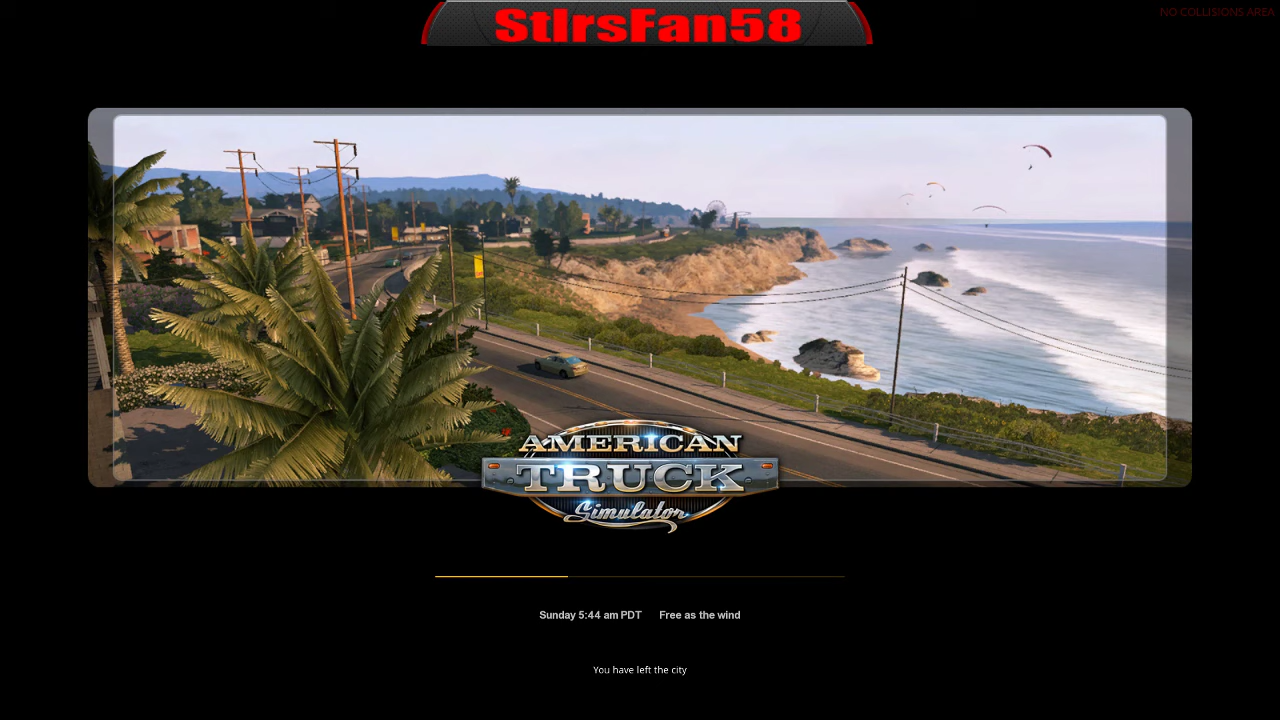 StlrsFan58
NO COLLISIONS AREA
AMERICAN
TRUCK
Simulator
Sunday 5:44 am PDT Free as the wind
You have left the city